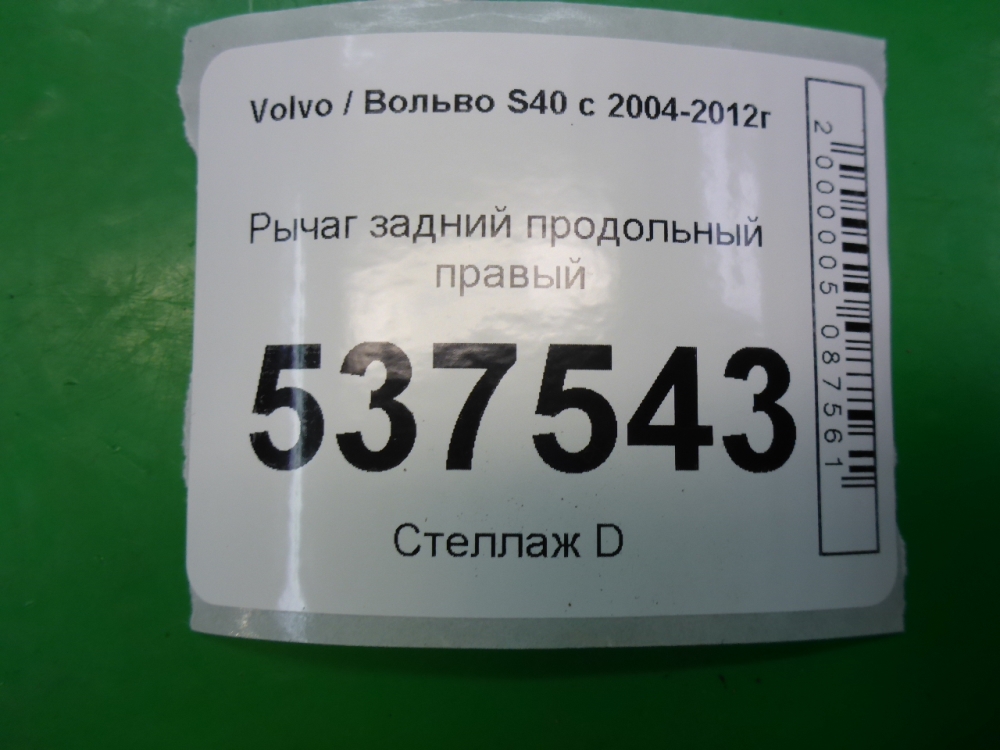 Volvo / Вольво S40 с 2004-2012г
Рычаг задний продольный
правый
537543
Стеллаж D
2000005087561